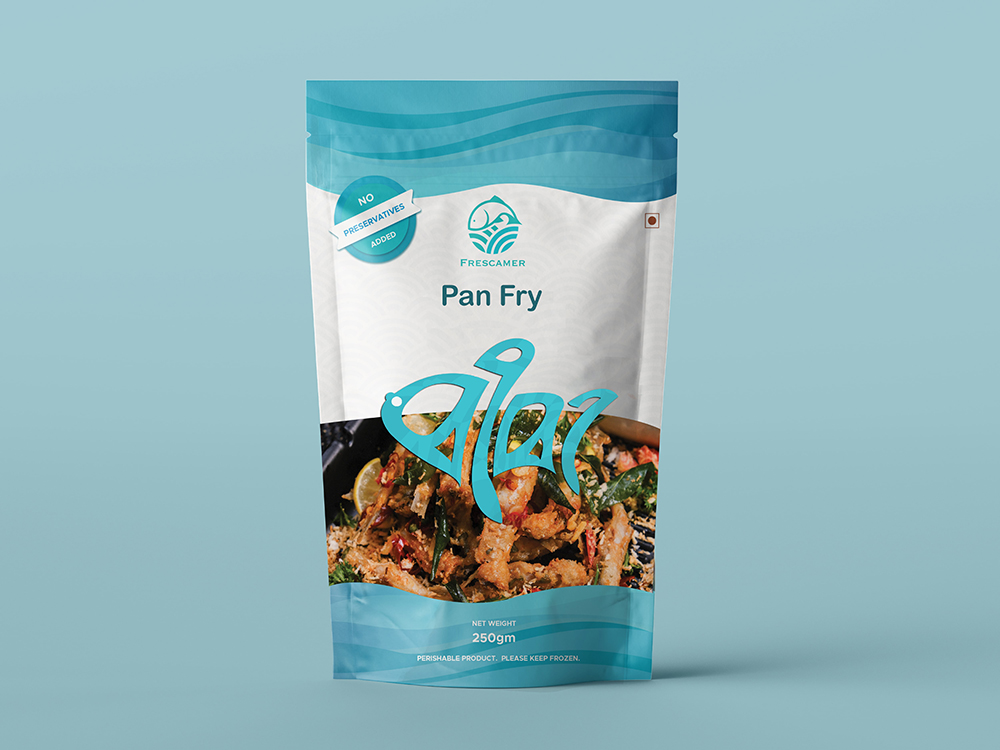 NO
PRESERVATIVES
ADDED
FRESCAMER
Pan Fry
NET WEIGHT
250gm
PERISHABLE PRODUCT. PLEASE KEEP FROZEN.